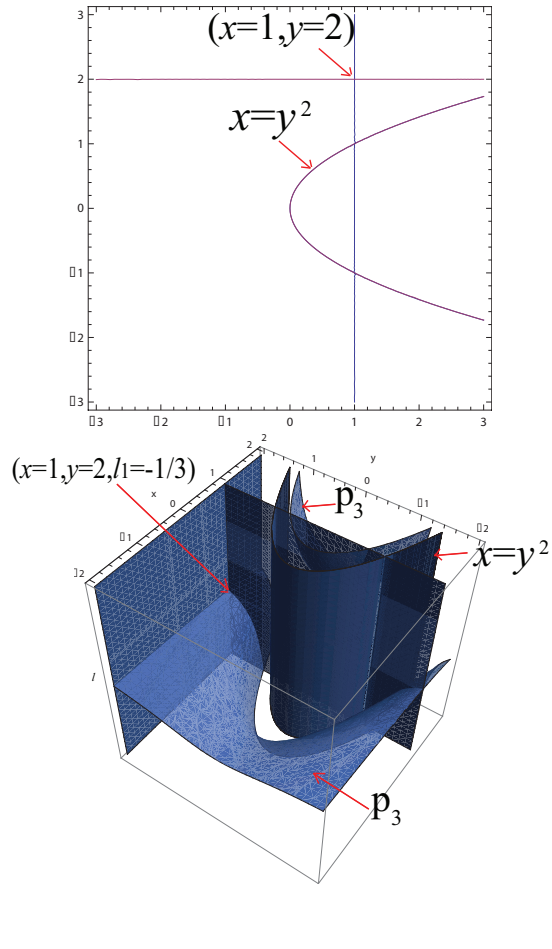 3
(x=1,y=2)
2
x=y²
1
0
▯1
▯2
▯3
▯3 ▯2 ▯1 0 1 2 3
2 2
y
1
(x=1,y=2,l1=-1/3)
1
0
p₃
x
0
▯1
▯2
▯1
x=y²
▯2
l
p₃